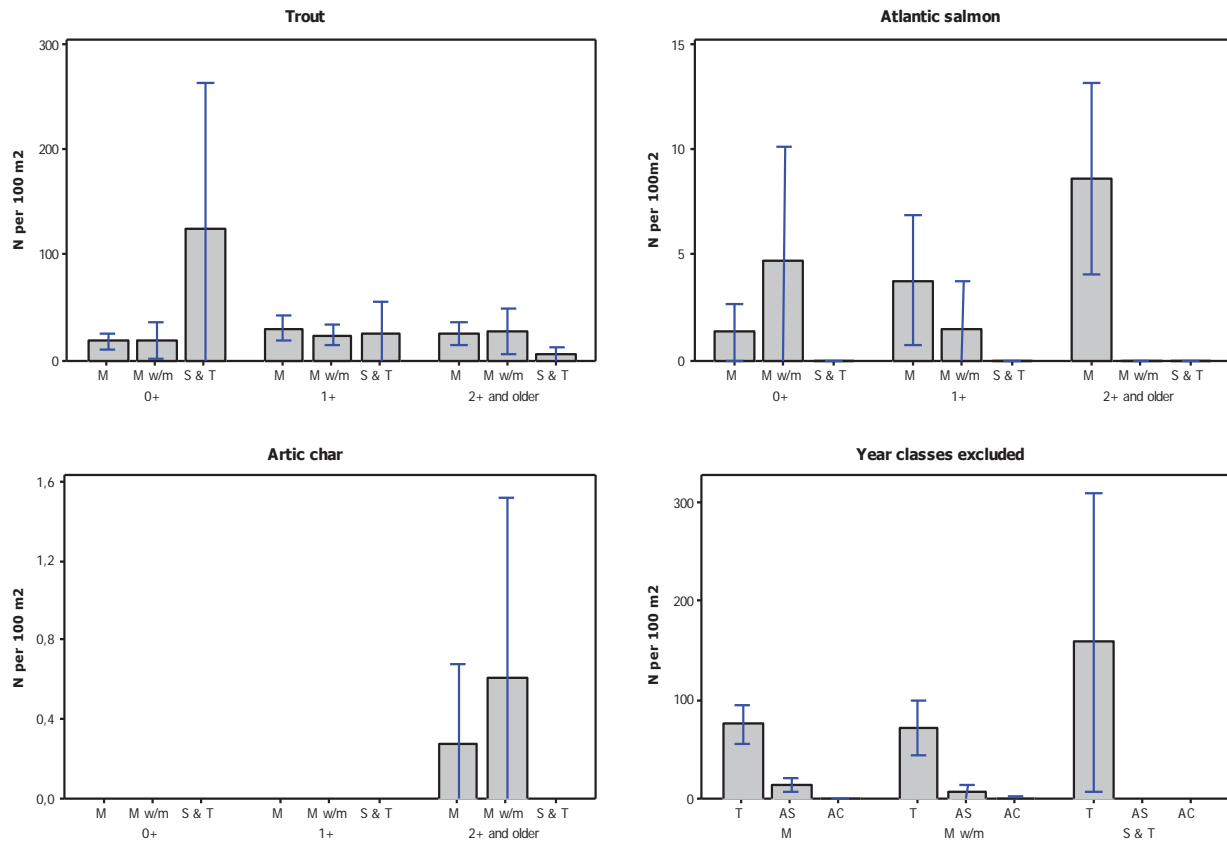 Trout
N per 100 m2
300
200
100
0
M M w/m S & T M M w/m S & T M M w/m S & T
0+ 1+ 2+ and older
Atlantic salmon
N per 100m2
15
10
5
0
M M w/m S & T M M w/m S & T M M w/m S & T
0+ 1+ 2+ and older
Artic char
N per 100 m2
1,6
1,2
0,8
0,4
0,0
M M w/m S & T M M w/m S & T M M w/m S & T
0+ 1+ 2+ and older
Year classes excluded
N per 100 m2
300
200
100
0
T AS AC T AS AC T AS AC
M M w/m S & T